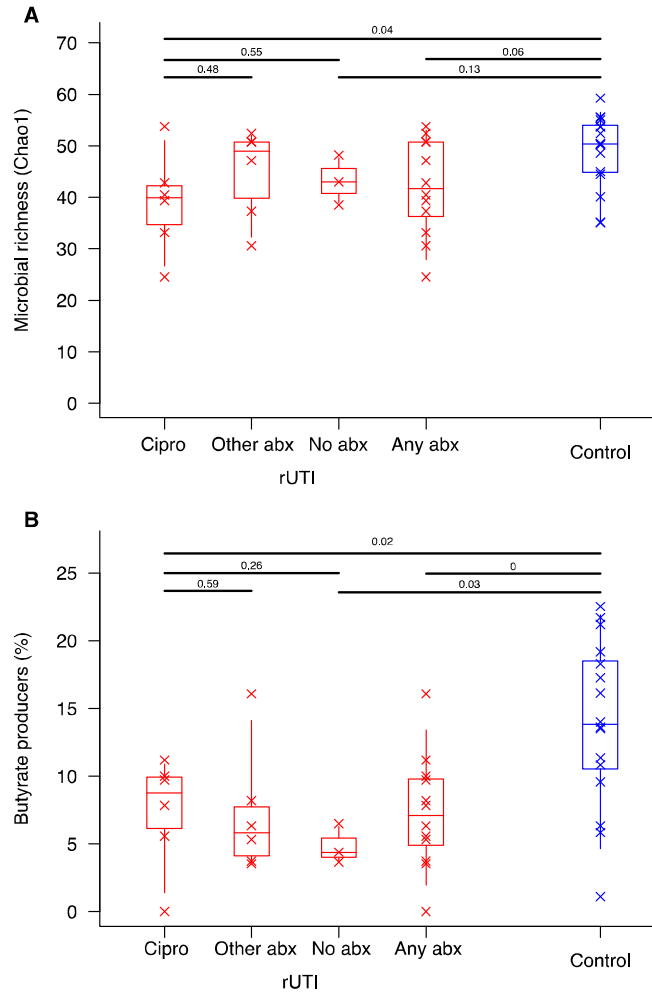 A
0.04
0.55
0.06
0.48
0.13
70
60
50
40
30
20
10
0
Microbial richness (Chao1)
Cipro
Other abx
No abx
Any abx
Control
rUTI
B
0.02
0.26
0
0.59
0.03
25
20
15
10
5
0
Butyrate producers (%)
Cipro
Other abx
No abx
Any abx
Control
rUTI